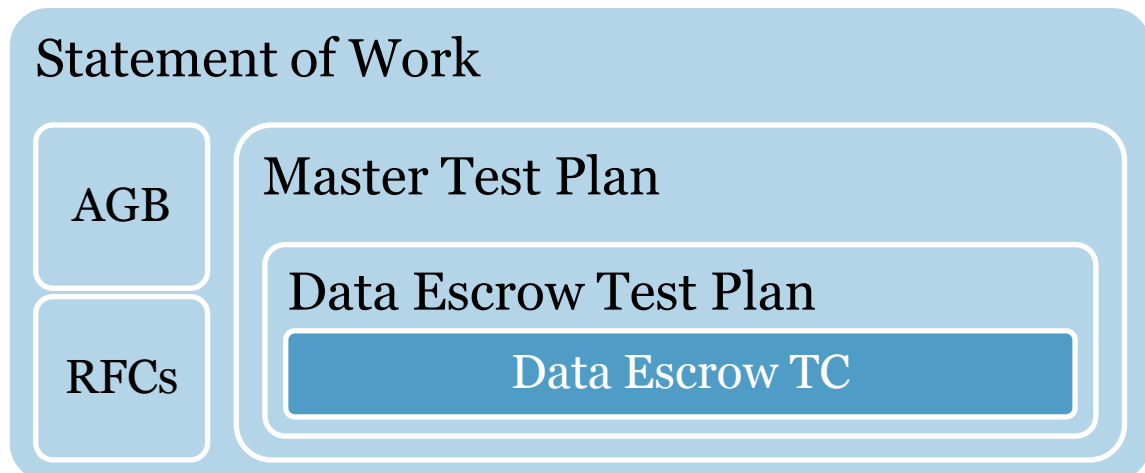 Statement of Work
AGB
Master Test Plan
Data Escrow Test Plan
RFCs
Data Escrow TC